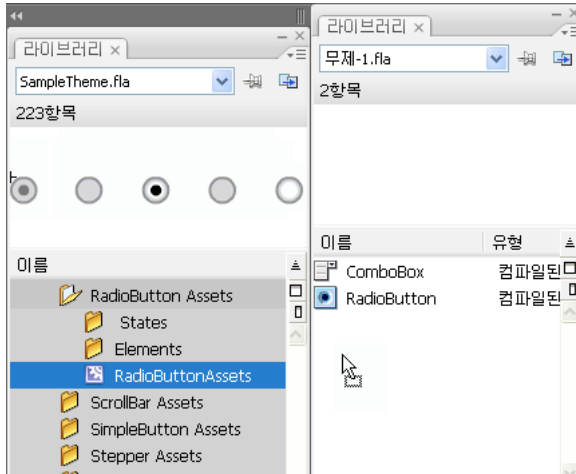 라이브러리 ×
SampleTheme.fla
223항목
이름
RadioButton Assets
States
Elements
RadioButtonAssets
ScrollBar Assets
SimpleButton Assets
Stepper Assets
라이브러리 ×
무제-1.fla
2항목
이름 유형
ComboBox 컴파일된
RadioButton 컴파일된